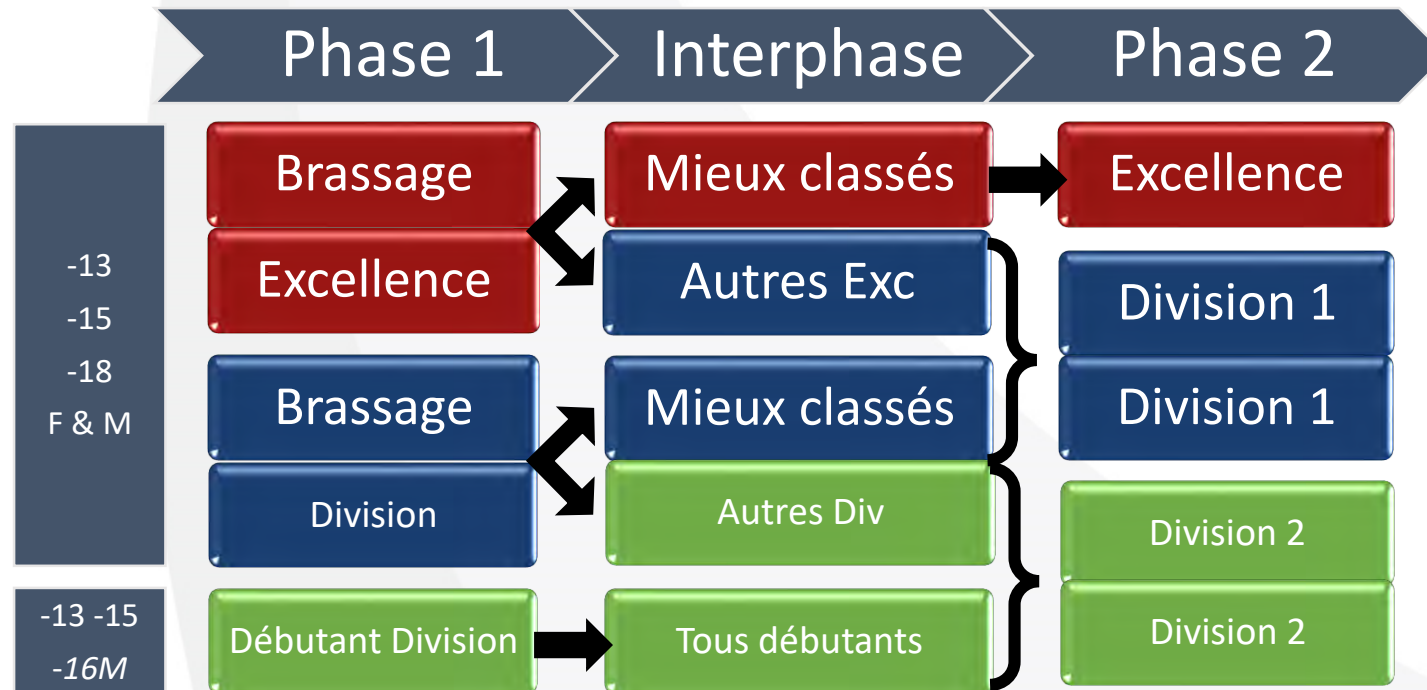 Phase 1
Interphase
Phase 2
-13
-15
-18
F & M
Brassage
Excellence
Mieux classés
Autres Exc
Excellence
Division 1
Brassage
Division
Mieux classés
Autres Div
Division 1
Division 2
-13 -15
-16M
Débutant Division
Tous débutants
Division 2